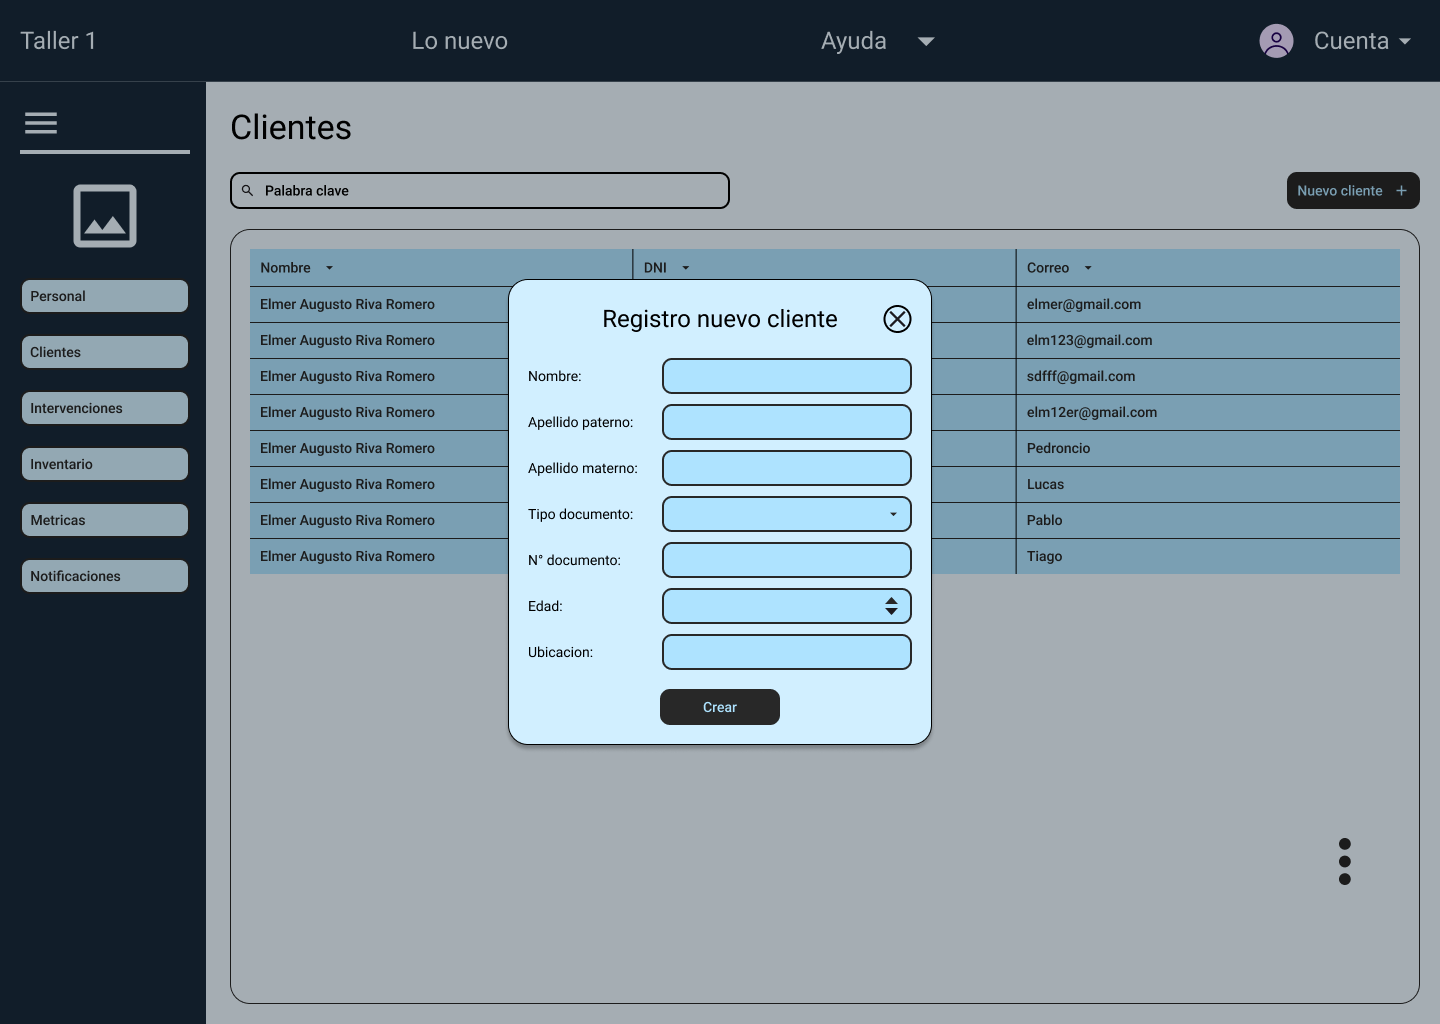 Taller 1 Lo nuevo Ayuda Cuenta
Clientes
Palabra clave Nuevo cliente +
Personal
Clientes
Intervenciones
Inventario
Metricas
Notificaciones
Nombre DNI Correo
Elmer Augusto Riva Romero elmer@gmail.com
Elmer Augusto Riva Romero elm123@gmail.com
Elmer Augusto Riva Romero sdfff@gmail.com
Elmer Augusto Riva Romero elm12er@gmail.com
Elmer Augusto Riva Romero Pedroncio
Elmer Augusto Riva Romero Lucas
Elmer Augusto Riva Romero Pablo
Elmer Augusto Riva Romero Tiago
Registro nuevo cliente
Nombre:
Apellido paterno:
Apellido materno:
Tipo documento:
N° documento:
Edad:
Ubicacion:
Crear